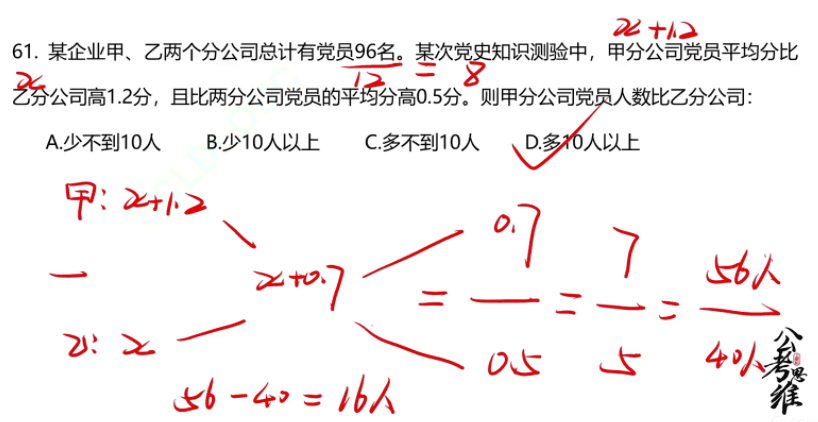 x+1.2
61. 某企业甲、乙两个分公司总计有党员96名。某次党史知识测验中，甲分公司党员平均分比
12 = 8
x
乙分公司高1.2分，且比两分公司党员的平均分高0.5分。则甲分公司党员人数比乙分公司：
A.少不到10人 B.少10人以上 C.多不到10人 D.多10人以上
甲: x+1.2
x+0.7
乙: x
= 0.7
0.5
= 7
5
= 56人
40人
56-40=16人
公考思维